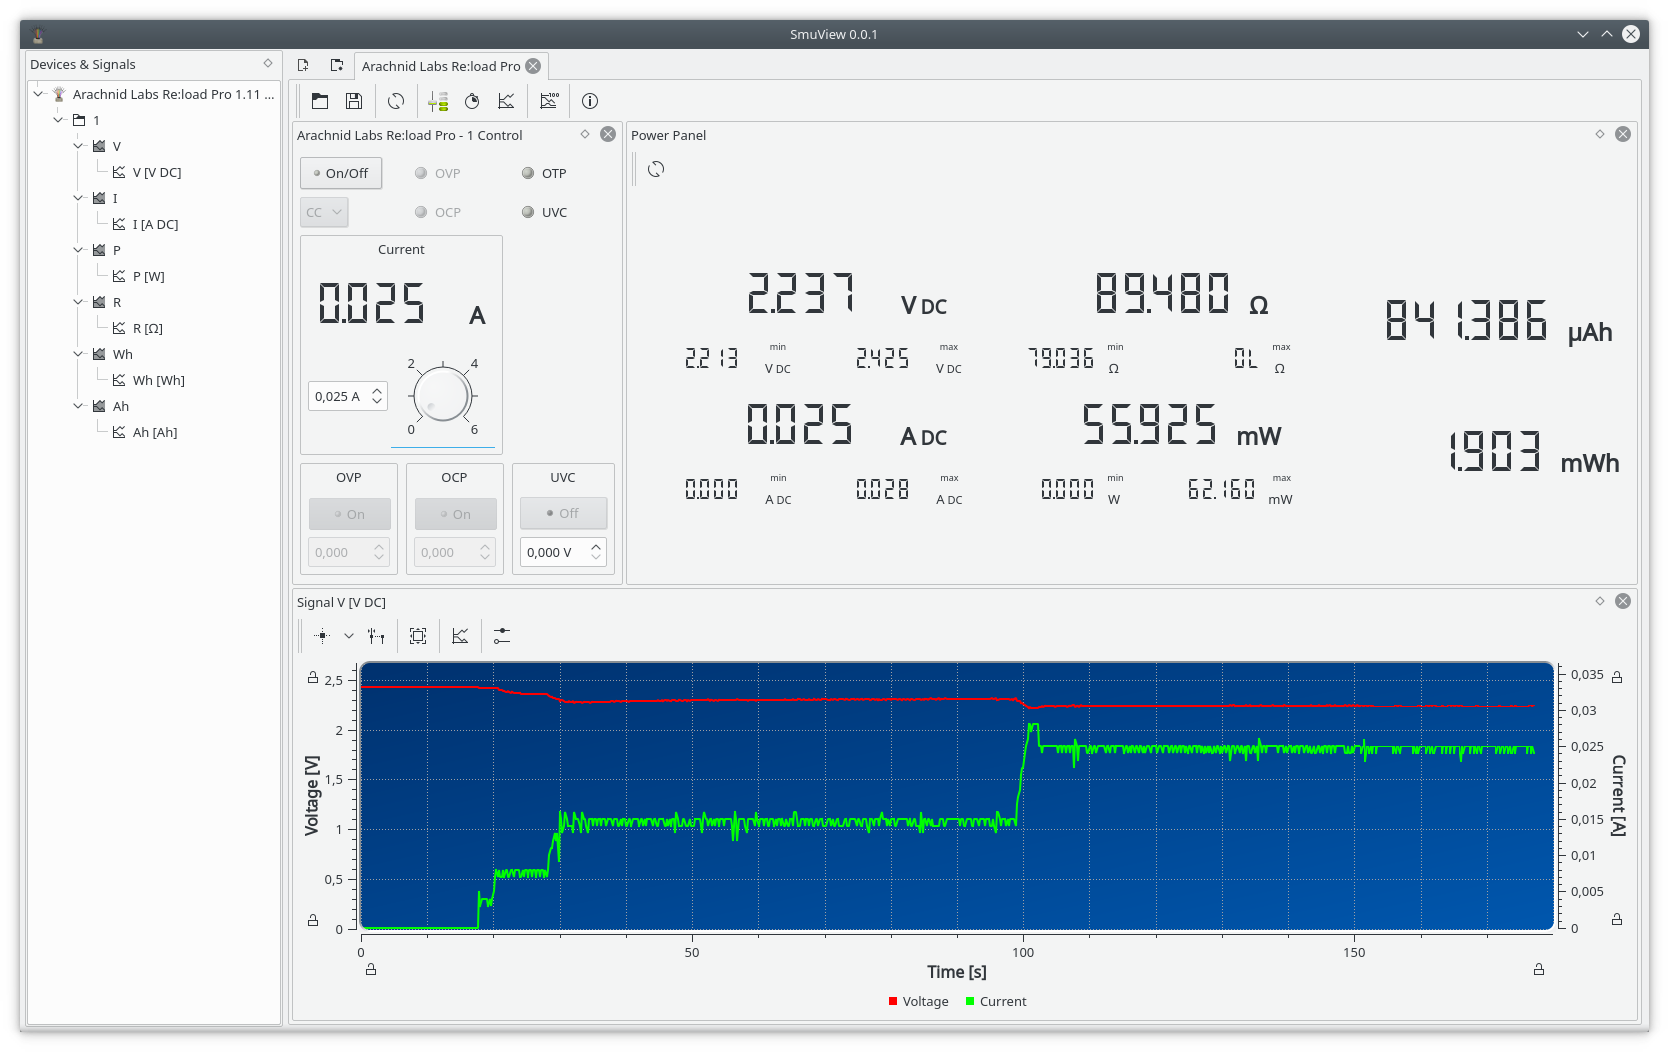 SmuView 0.0.1
Devices & Signals
Arachnid Labs Re:load Pro 1.11 ...
1
V
V [V DC]
I
I [A DC]
P
P [W]
R
R [Ω]
Wh
Wh [Wh]
Ah
Ah [Ah]
Arachnid Labs Re:load Pro
100
Arachnid Labs Re:load Pro - 1 Control
On/Off
OVP
OTP
CC
OCP
UVC
Current
0.025 A
0,025 A
0
2
4
6
OVP
OCP
UVC
On
On
Off
0,000
0,000
0,000 V
Power Panel
2.237 V DC
89.480 Ω
841.386 µAh
min
2.213 V DC
max
2.425 V DC
min
79.036 Ω
max
OL Ω
0.025 A DC
55.925 mW
1.903 mWh
min
0.000 A DC
max
0.028 A DC
min
0.000 W
max
62.160 mW
Signal V [V DC]
2,5
2
1,5
1
0,5
0
Voltage [V]
0,035
0,03
0,025
0,02
0,015
0,01
0,005
0
Current [A]
0
50
100
150
Time [s]
Voltage
Current